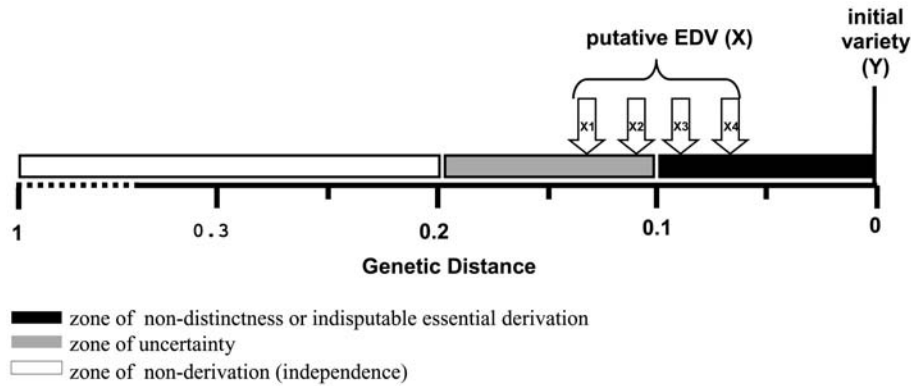 initial
variety
(Y)
putative EDV (X)
X1 X2 X3 X4
1 0.3 0.2 0.1 0
Genetic Distance
zone of non-distinctness or indisputable essential derivation
zone of uncertainty
zone of non-derivation (independence)